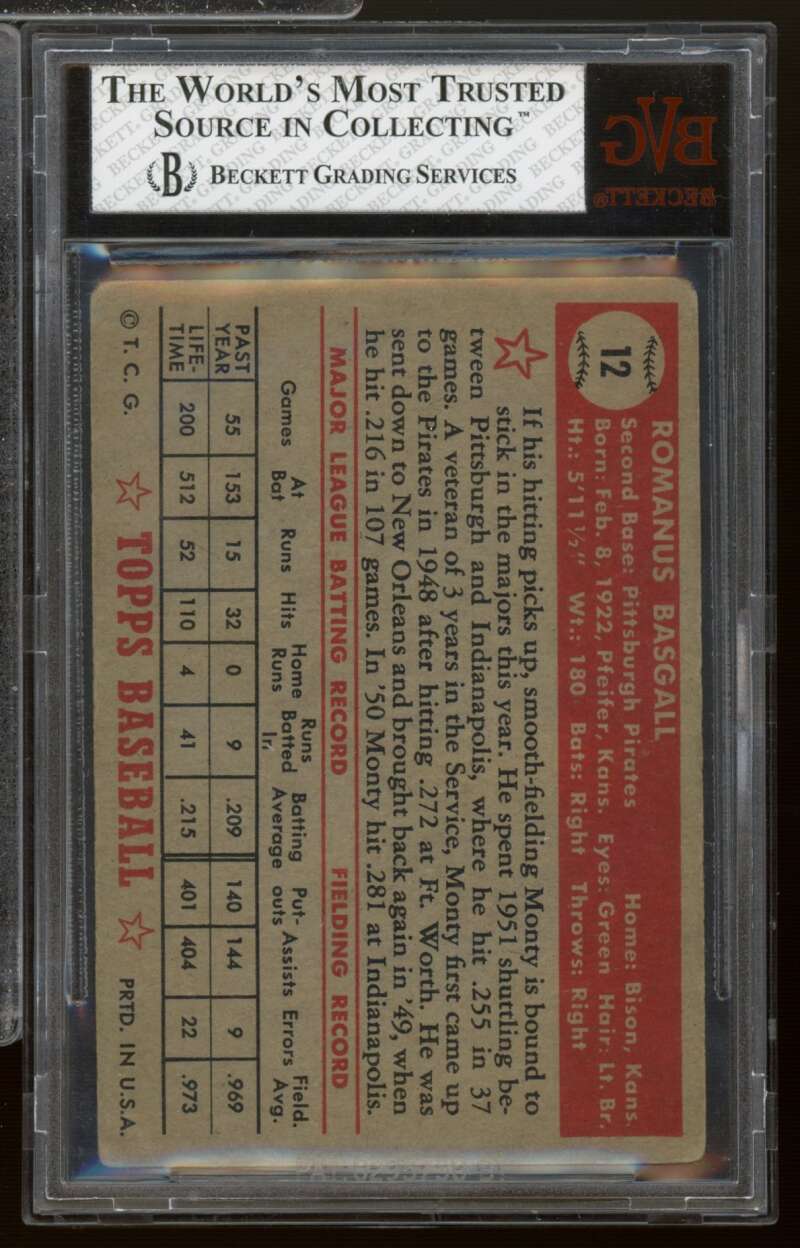 THE WORLD'S MOST TRUSTED
SOURCE IN COLLECTING™
B BECKETT GRADING SERVICES
BVG
BECKETT®
12
ROMANUS BASGALL
Second Base: Pittsburgh Pirates Home: Bison, Kans.
Born: Feb. 8, 1922, Pfeifer, Kans. Eyes: Green Hair: Lt. Br.
Ht.: 5'11½" Wt.: 180 Bats: Right Throws: Right
If his hitting picks up, smooth-fielding Monty is bound to
stick in the majors this year. He spent 1951 shuttling be-
tween Pittsburgh and Indianapolis, where he hit .255 in 37
games. A veteran of 3 years in the Service, Monty first came up
to the Pirates in 1948 after hitting .272 at Ft. Worth. He was
sent down to New Orleans and brought back again in '49, when
he hit .216 in 107 games. In '50 Monty hit .281 at Indianapolis.
MAJOR LEAGUE BATTING RECORD FIELDING RECORD
Games At Bat Runs Hits Home Runs Runs Batted In Batting Average Put-outs Assists Errors Field. Avg.
PAST YEAR 55 153 15 32 0 9 .209 140 144 9 .969
LIFE-TIME 200 512 52 110 4 41 .215 401 404 22 .973
© T. C. G. TOPPS BASEBALL PRTD. IN U.S.A.